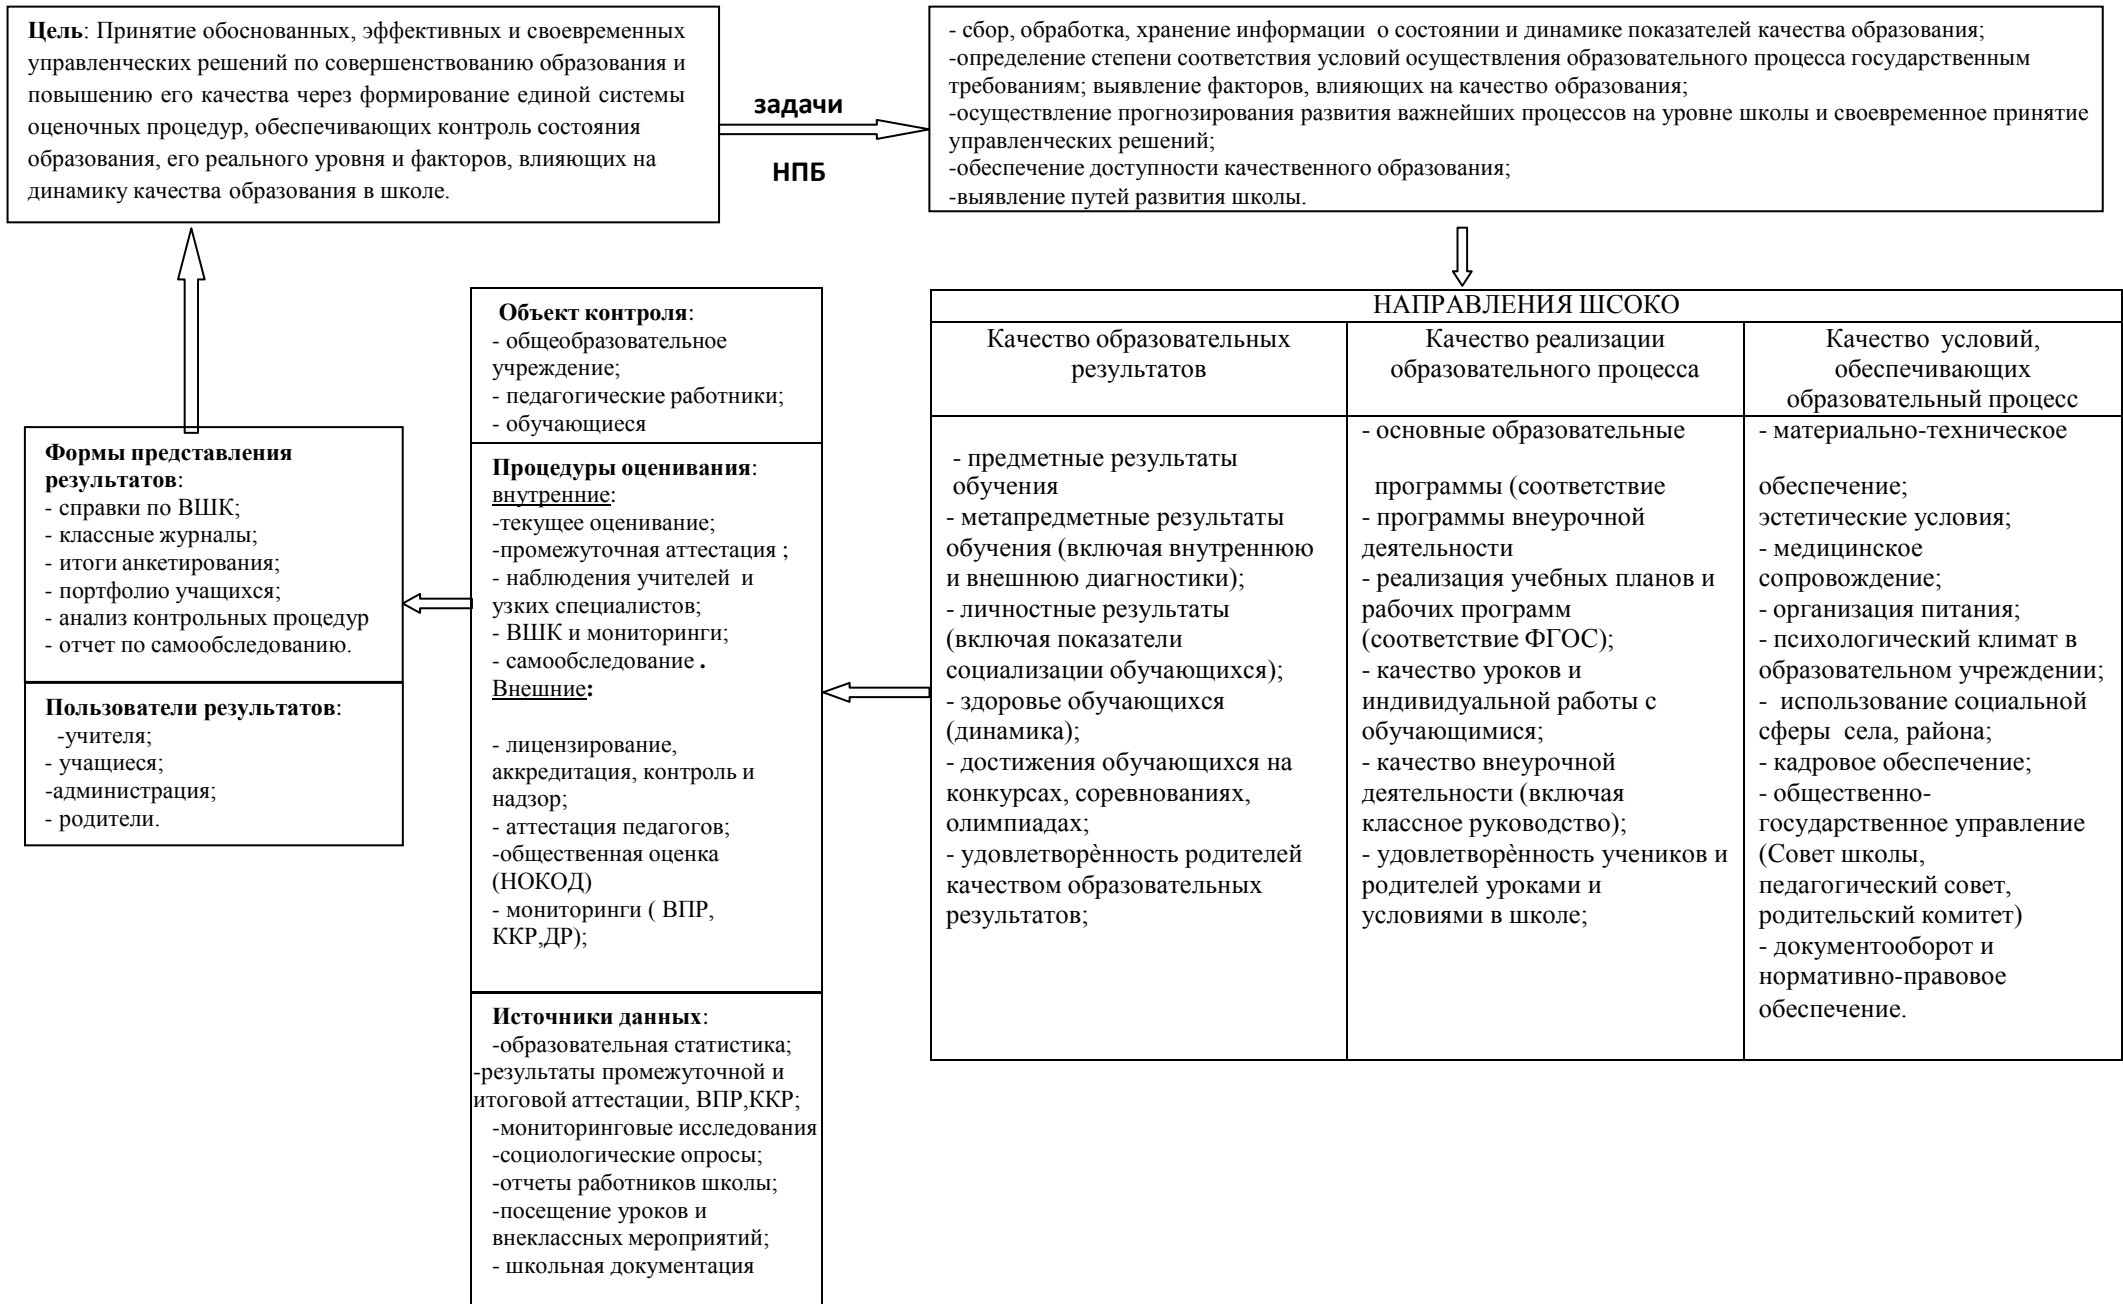 Цель: Принятие обоснованных, эффективных и своевременных
управленческих решений по совершенствованию образования и
повышению его качества через формирование единой системы
оценочных процедур, обеспечивающих контроль состояния
образования, его реального уровня и факторов, влияющих на
динамику качества образования в школе.
задачи
НПБ
- сбор, обработка, хранение информации о состоянии и динамике показателей качества образования;
-определение степени соответствия условий осуществления образовательного процесса государственным
требованиям; выявление факторов, влияющих на качество образования;
-осуществление прогнозирования развития важнейших процессов на уровне школы и своевременное принятие
управленческих решений;
-обеспечение доступности качественного образования;
-выявление путей развития школы.
НАПРАВЛЕНИЯ ШСОКО
Качество образовательных
результатов
Качество реализации
образовательного процесса
Качество условий,
обеспечивающих
образовательный процесс
- предметные результаты
обучения
- метапредметные результаты
обучения (включая внутреннюю
и внешнюю диагностики);
- личностные результаты
(включая показатели
социализации обучающихся);
- здоровье обучающихся
(динамика);
- достижения обучающихся на
конкурсах, соревнованиях,
олимпиадах;
- удовлетворѐнность родителей
качеством образовательных
результатов;
- основные образовательные
программы (соответствие
- программы внеурочной
деятельности
- реализация учебных планов и
рабочих программ
(соответствие ФГОС);
- качество уроков и
индивидуальной работы с
обучающимися;
- качество внеурочной
деятельности (включая
классное руководство);
- удовлетворѐнность учеников и
родителей уроками и
условиями в школе;
- материально-техническое
обеспечение;
эстетические условия;
- медицинское
сопровождение;
- организация питания;
- психологический климат в
образовательном учреждении;
- использование социальной
сферы села, района;
- кадровое обеспечение;
- общественно-
государственное управление
(Совет школы,
педагогический совет,
родительский комитет)
- документооборот и
нормативно-правовое
обеспечение.
Объект контроля:
- общеобразовательное
учреждение;
- педагогические работники;
- обучающиеся
Процедуры оценивания:
внутренние:
-текущее оценивание;
-промежуточная аттестация ;
- наблюдения учителей и
узких специалистов;
- ВШК и мониторинги;
- самообследование .
Внешние:
- лицензирование,
аккредитация, контроль и
надзор;
- аттестация педагогов;
-общественная оценка
(НОКОД)
- мониторинги ( ВПР,
ККР,ДР);
Источники данных:
-образовательная статистика;
-результаты промежуточной и
итоговой аттестации, ВПР,ККР;
-мониторинговые исследования
-социологические опросы;
-отчеты работников школы;
-посещение уроков и
внеклассных мероприятий;
- школьная документация
Формы представления
результатов:
- справки по ВШК;
- классные журналы;
- итоги анкетирования;
- портфолио учащихся;
- анализ контрольных процедур
- отчет по самообследованию.
Пользователи результатов:
-учителя;
- учащиеся;
-администрация;
- родители.